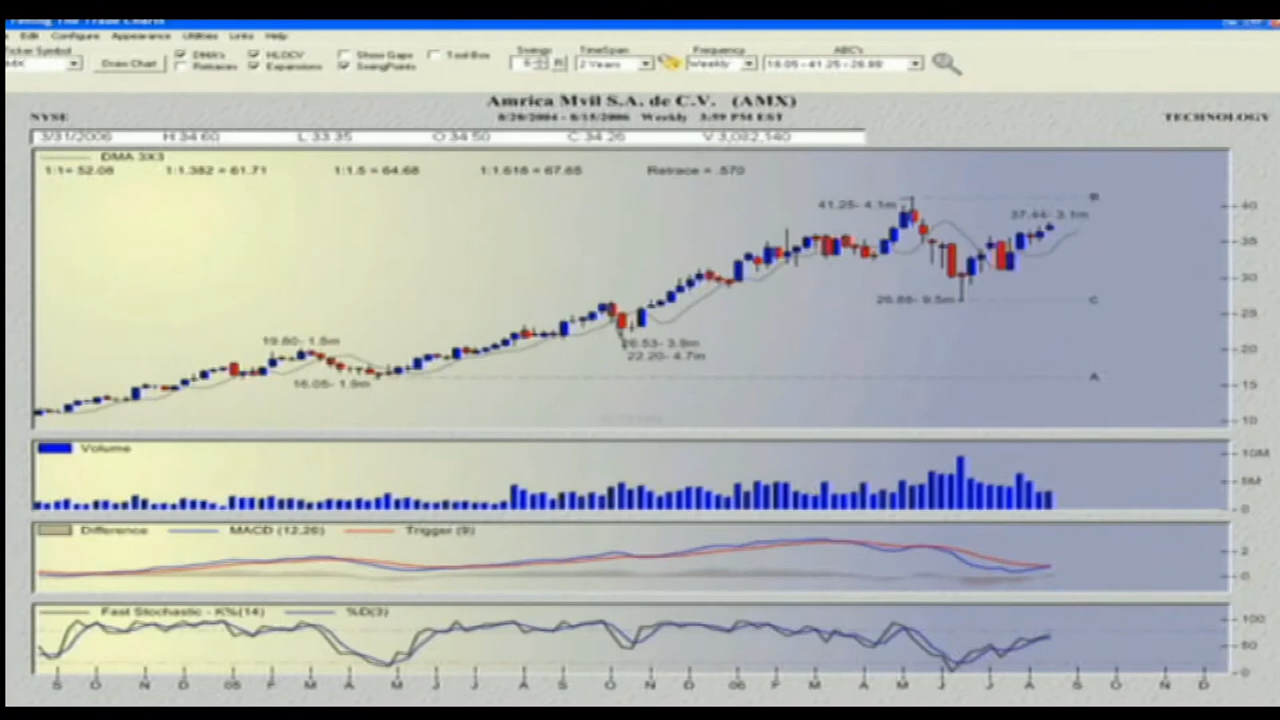 Edit Configure Appearance Utilities Links Help
Ticker Symbol
Draw Chart
DMA's
Retraces
HLOCV
Expansions
Show Gaps
SwingPoints
Tool Box
Swings
TimeSpan
2 Years
Frequency
Weekly
ABC's
16.05 - 41.25 - 26.88
Amrica Mvil S.A. de C.V. (AMX)
NYSE
8/20/2004 - 8/15/2006 Weekly 3:59 PM EST
TECHNOLOGY
3/31/2006 H 34.60 L 33.35 O 34.50 C 34.26 V 3,082,140
DMA 3X3
1:1= 52.08 1:1.382 = 61.71 1:1.5 = 64.68 1:1.618 = 67.65 Retrace = .570
41.25- 4.1m
B
40
37.44- 3.1m
35
30
26.88- 9.5m
C
25
19.80- 1.5m
26.53- 3.9m
20
22.20- 4.7m
16.05- 1.9m
A
15
10
Volume
10M
5M
0
Difference MACD (12,26) Trigger (9)
2
0
Fast Stochastic - K%(14) %D(3)
100
50
0
S O N D 05 F M A M J J A S O N D 06 F M A M J J A S O N D